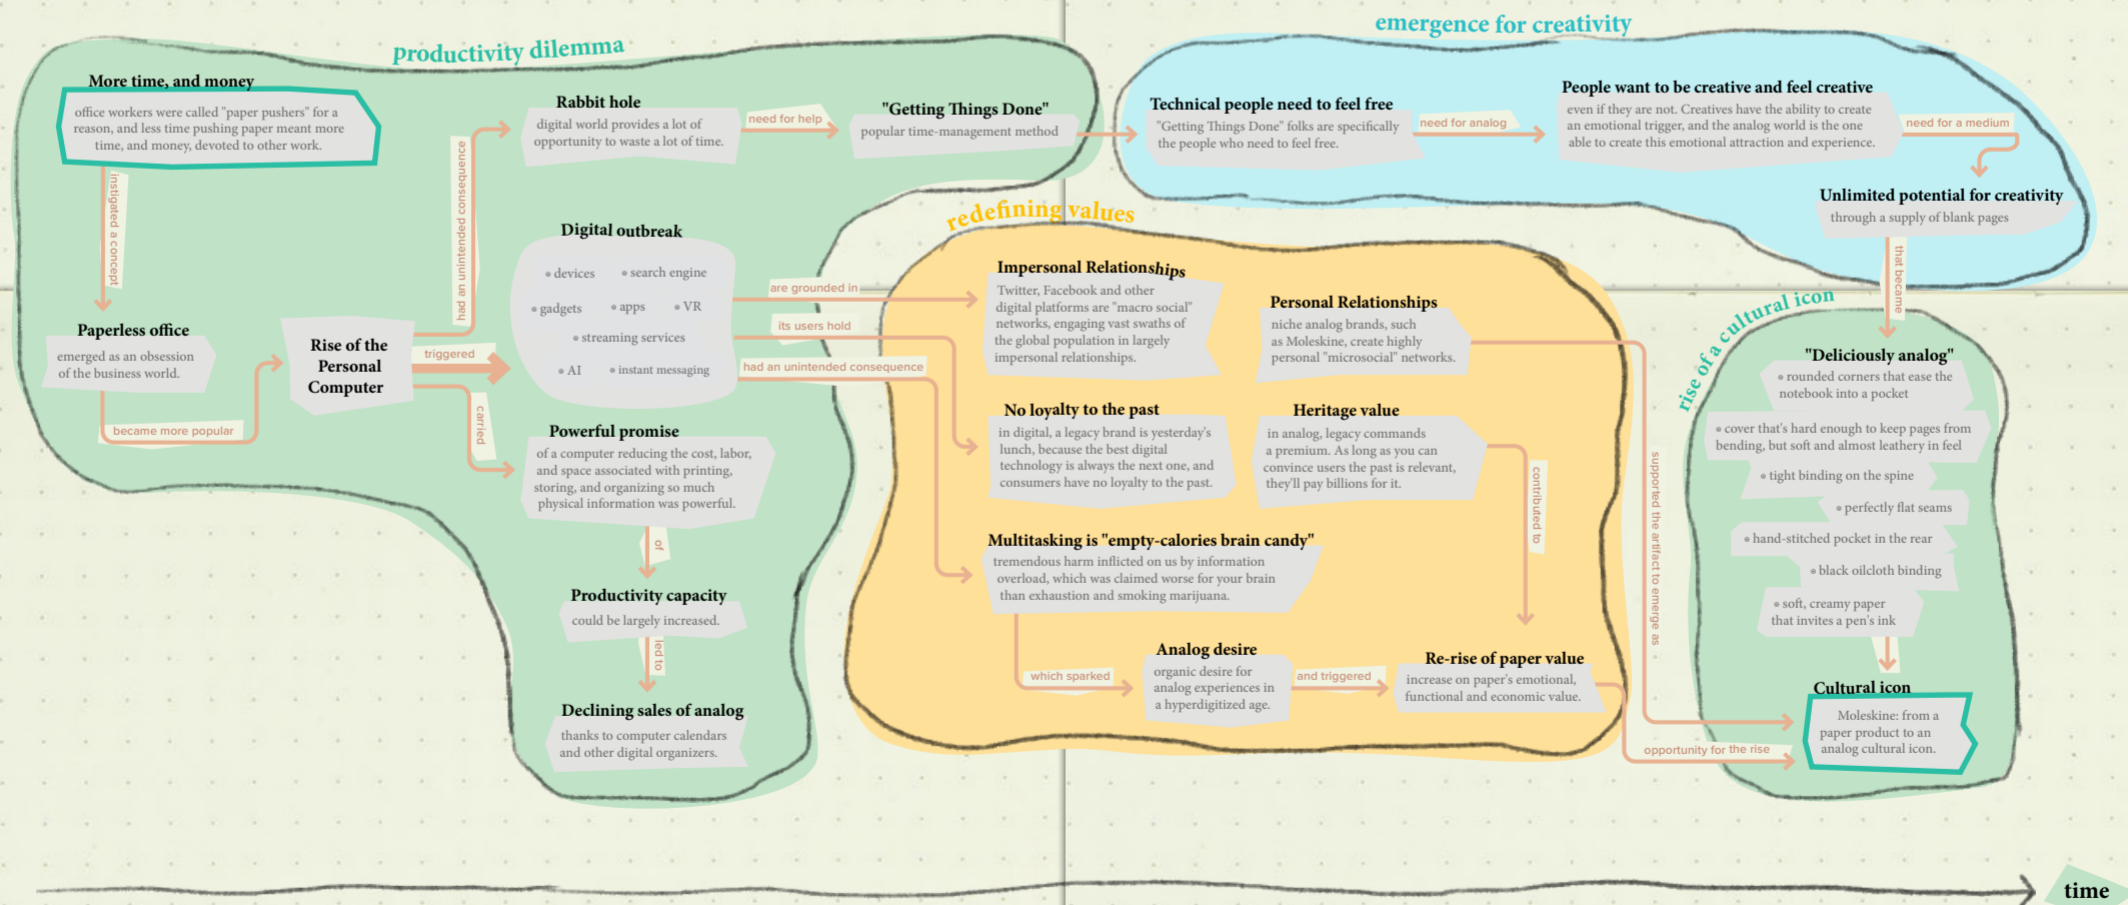 productivity dilemma
More time, and money
office workers were called "paper pushers" for a
reason, and less time pushing paper meant more
time, and money, devoted to other work.
instigated a concept
Paperless office
emerged as an obsession
of the business world.
became more popular
Rise of the
Personal
Computer
had an unintended consequence
triggered
carried
Rabbit hole
digital world provides a lot of
opportunity to waste a lot of time.
need for help
"Getting Things Done"
popular time-management method
Digital outbreak
• devices
• search engine
• gadgets
• apps
• VR
• streaming services
• AI
• instant messaging
are grounded in
its users hold
had an unintended consequence
Powerful promise
of a computer reducing the cost, labor,
and space associated with printing,
storing, and organizing so much
physical information was powerful.
of
Productivity capacity
could be largely increased.
led to
Declining sales of analog
thanks to computer calendars
and other digital organizers.
emergence for creativity
Technical people need to feel free
"Getting Things Done" folks are specifically
the people who need to feel free.
need for analog
People want to be creative and feel creative
even if they are not. Creatives have the ability to create
an emotional trigger, and the analog world is the one
able to create this emotional attraction and experience.
need for a medium
Unlimited potential for creativity
through a supply of blank pages
that became
redefining values
Impersonal Relationships
Twitter, Facebook and other
digital platforms are "macro social"
networks, engaging vast swaths of
the global population in largely
impersonal relationships.
Personal Relationships
niche analog brands, such
as Moleskine, create highly
personal "microsocial" networks.
No loyalty to the past
in digital, a legacy brand is yesterday's
lunch, because the best digital
technology is always the next one, and
consumers have no loyalty to the past.
Heritage value
in analog, legacy commands
a premium. As long as you can
convince users the past is relevant,
they'll pay billions for it.
contributed to
supported the artifact to emerge as
Multitasking is "empty-calories brain candy"
tremendous harm inflicted on us by information
overload, which was claimed worse for your brain
than exhaustion and smoking marijuana.
which sparked
Analog desire
organic desire for
analog experiences in
a hyperdigitized age.
and triggered
Re-rise of paper value
increase on paper's emotional,
functional and economic value.
opportunity for the rise
rise of a cultural icon
"Deliciously analog"
• rounded corners that ease the
notebook into a pocket
• cover that's hard enough to keep pages from
bending, but soft and almost leathery in feel
• tight binding on the spine
• perfectly flat seams
• hand-stitched pocket in the rear
• black oilcloth binding
• soft, creamy paper
that invites a pen's ink
Cultural icon
Moleskine: from a
paper product to an
analog cultural icon.
time